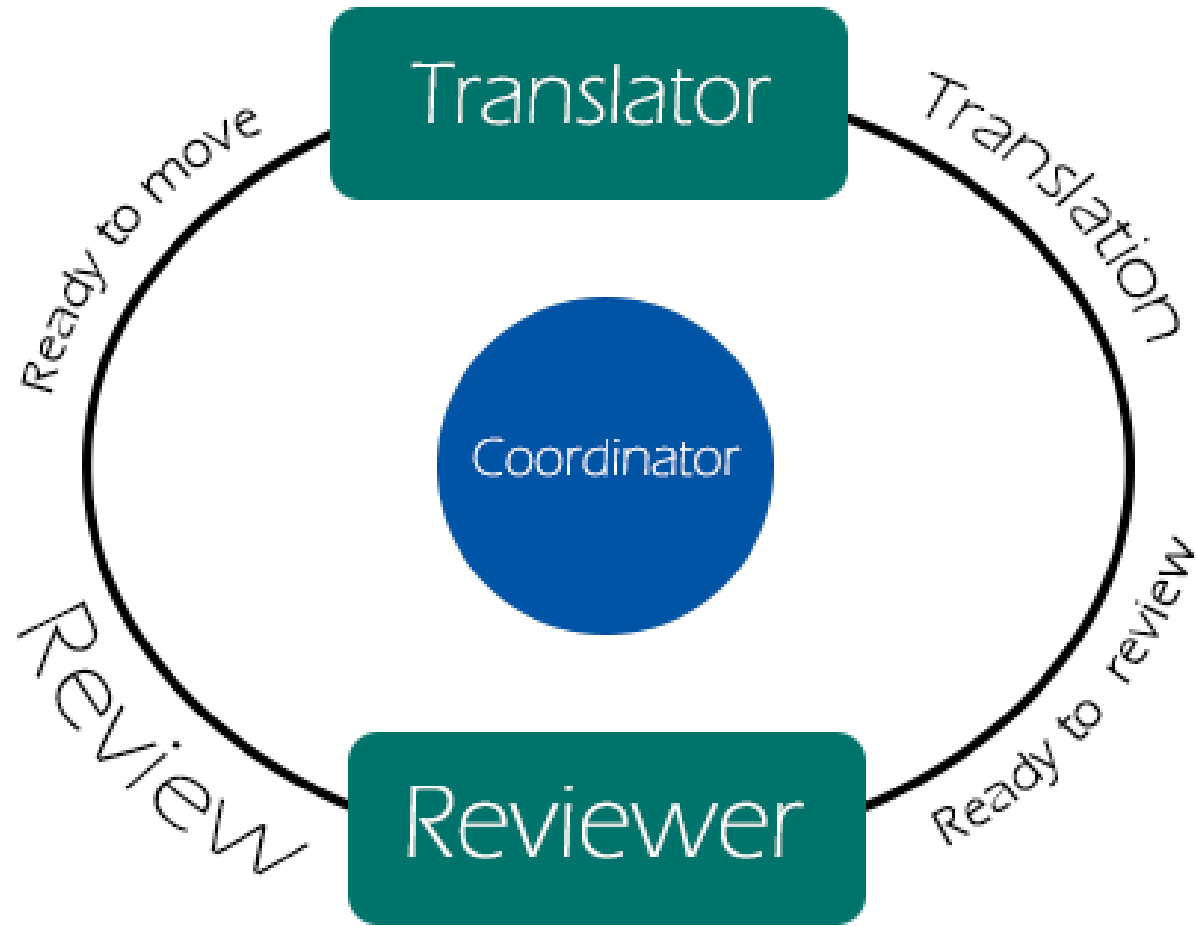 Translator
Translation
Ready to move
Coordinator
Ready to review
Review
Reviewer